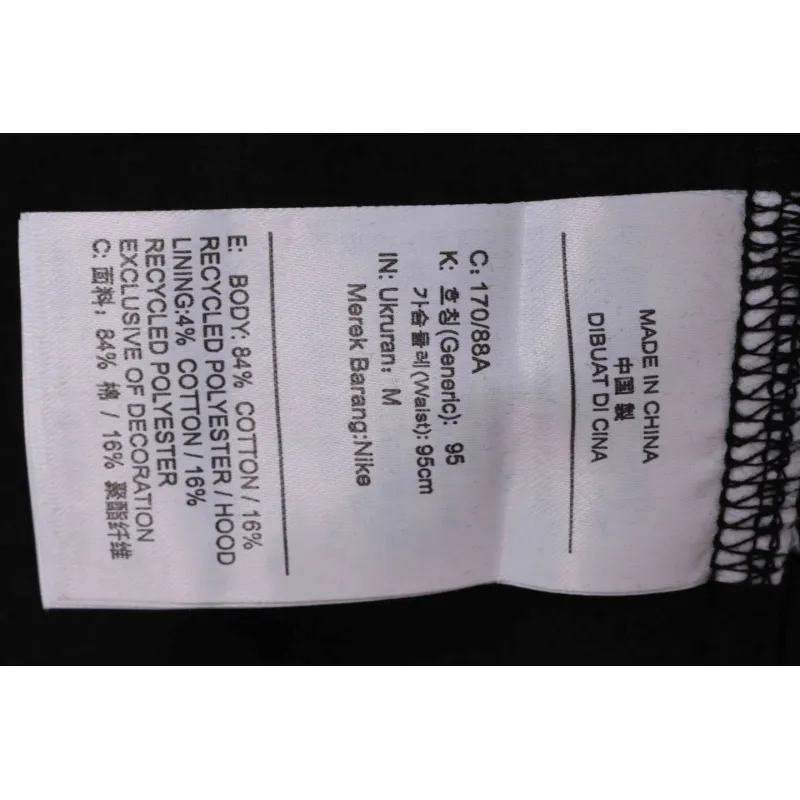 MADE IN CHINA
中国製
DIBUAT DI CINA
C: 170/88A
K: 호칭(Generic): 95
가슴둘레(Waist): 95cm
IN: Ukruran: M
Merek Barang:Nike
E: BODY: 84% COTTON / 16%
RECYCLED POLYESTER / HOOD
LINING:4% COTTON / 16%
RECYCLED POLYESTER
EXCLUSIVE OF DECORATION
C: 面料: 84% 棉 / 16% 聚酯纤维